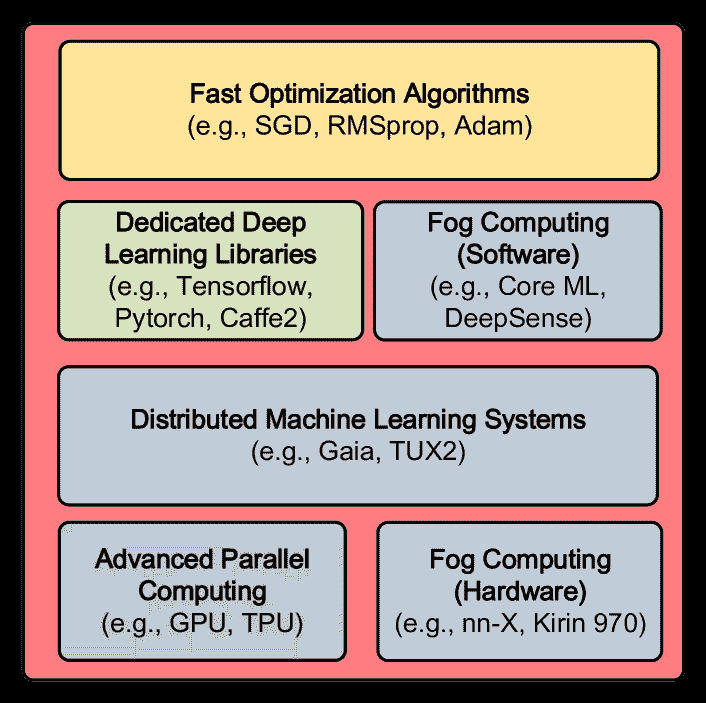 Fast Optimization Algorithms
(e.g., SGD, RMSprop, Adam)
Dedicated Deep
Learning Libraries
(e.g., Tensorflow,
Pytorch, Caffe2)
Fog Computing
(Software)
(e.g., Core ML,
DeepSense)
Distributed Machine Learning Systems
(e.g., Gaia, TUX2)
Advanced Parallel
Computing
(e.g., GPU, TPU)
Fog Computing
(Hardware)
(e.g., nn-X, Kirin 970)